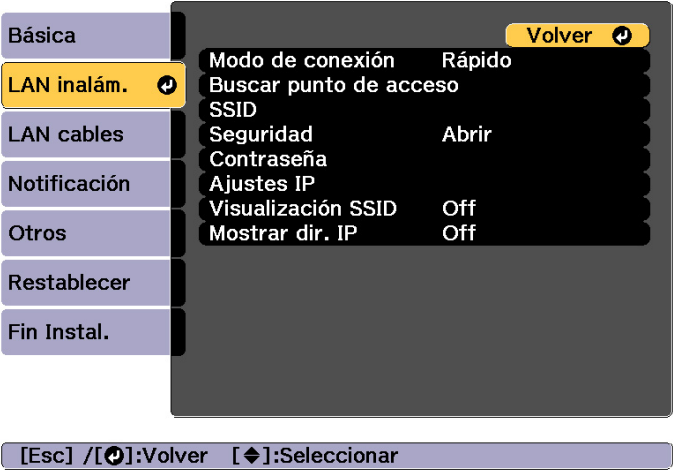 Básica
LAN inalám.
LAN cables
Notificación
Otros
Restablecer
Fin Instal.
Volver
Modo de conexión Rápido
Buscar punto de acceso
SSID
Seguridad Abrir
Contraseña
Ajustes IP
Visualización SSID Off
Mostrar dir. IP Off
[Esc] /[↵]:Volver [◆]:Seleccionar